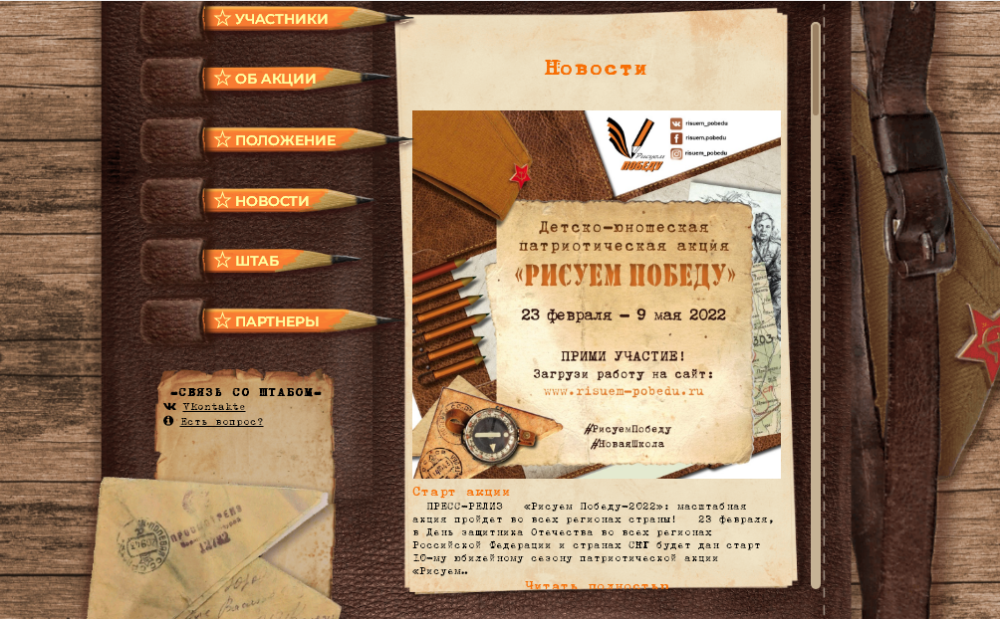 УЧАСТНИКИ
ОБ АКЦИИ
ПОЛОЖЕНИЕ
НОВОСТИ
ШТАБ
ПАРТНЕРЫ
-СВЯЗЬ СО ШТАБОМ-
VKontakte
Есть вопрос?
Новости
risuem_pobedu
risuem.pobedu
risuem_pobedu
Рисуем
ПОБЕДУ
Детско-юношеская
патриотическая акция
«РИСУЕМ ПОБЕДУ»
23 февраля - 9 мая 2022
ПРИМИ УЧАСТИЕ!
Загрузи работу на сайт:
www.risuem-pobedu.ru
#РисуемПобеду
#НоваяШкола
Старт акции
ПРЕСС-РЕЛИЗ «Рисуем Победу-2022»: масштабная
акция пройдет во всех регионах страны! 23 февраля,
в День защитника Отечества во всех регионах
Российской Федерации и странах СНГ будет дан старт
10-му юбилейному сезону патриотической акции
«Рисуем…
Читать полностью
ПРОСМОТРЕНО
12782
303